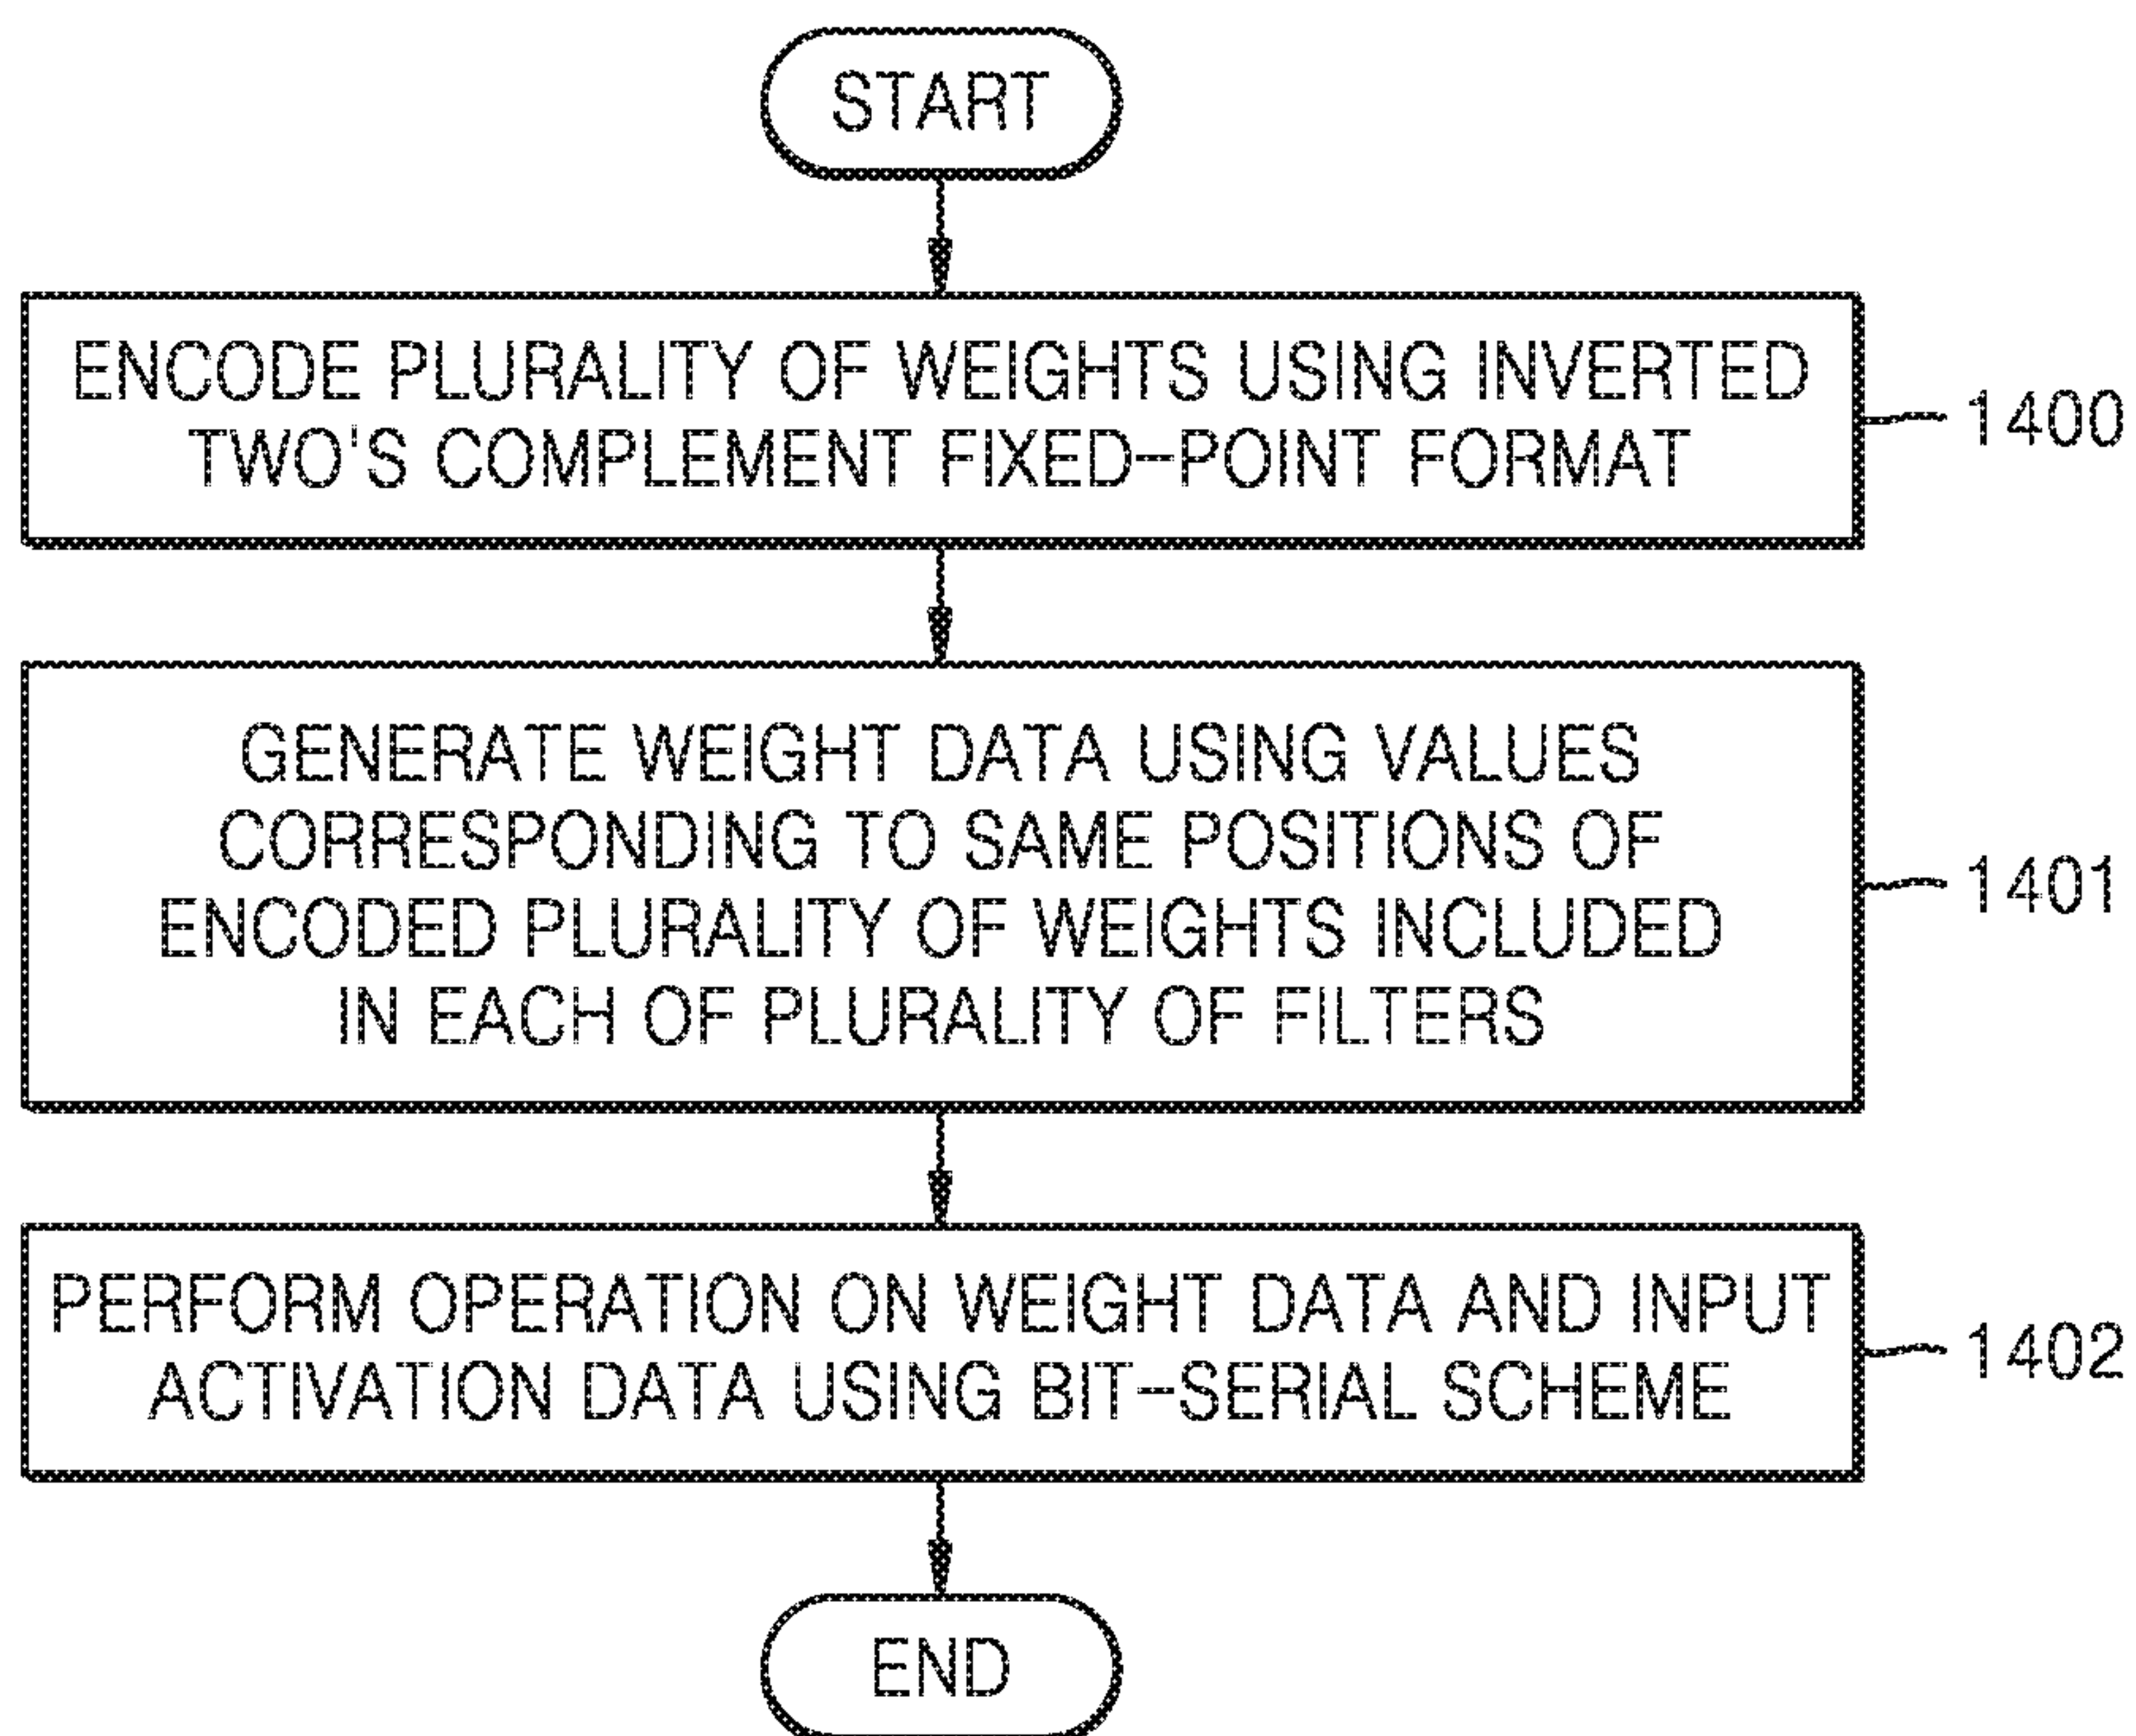 START
ENCODE PLURALITY OF WEIGHTS USING INVERTED
TWO'S COMPLEMENT FIXED-POINT FORMAT
1400
GENERATE WEIGHT DATA USING VALUES
CORRESPONDING TO SAME POSITIONS OF
ENCODED PLURALITY OF WEIGHTS INCLUDED
IN EACH OF PLURALITY OF FILTERS
1401
PERFORM OPERATION ON WEIGHT DATA AND INPUT
ACTIVATION DATA USING BIT-SERIAL SCHEME
1402
END